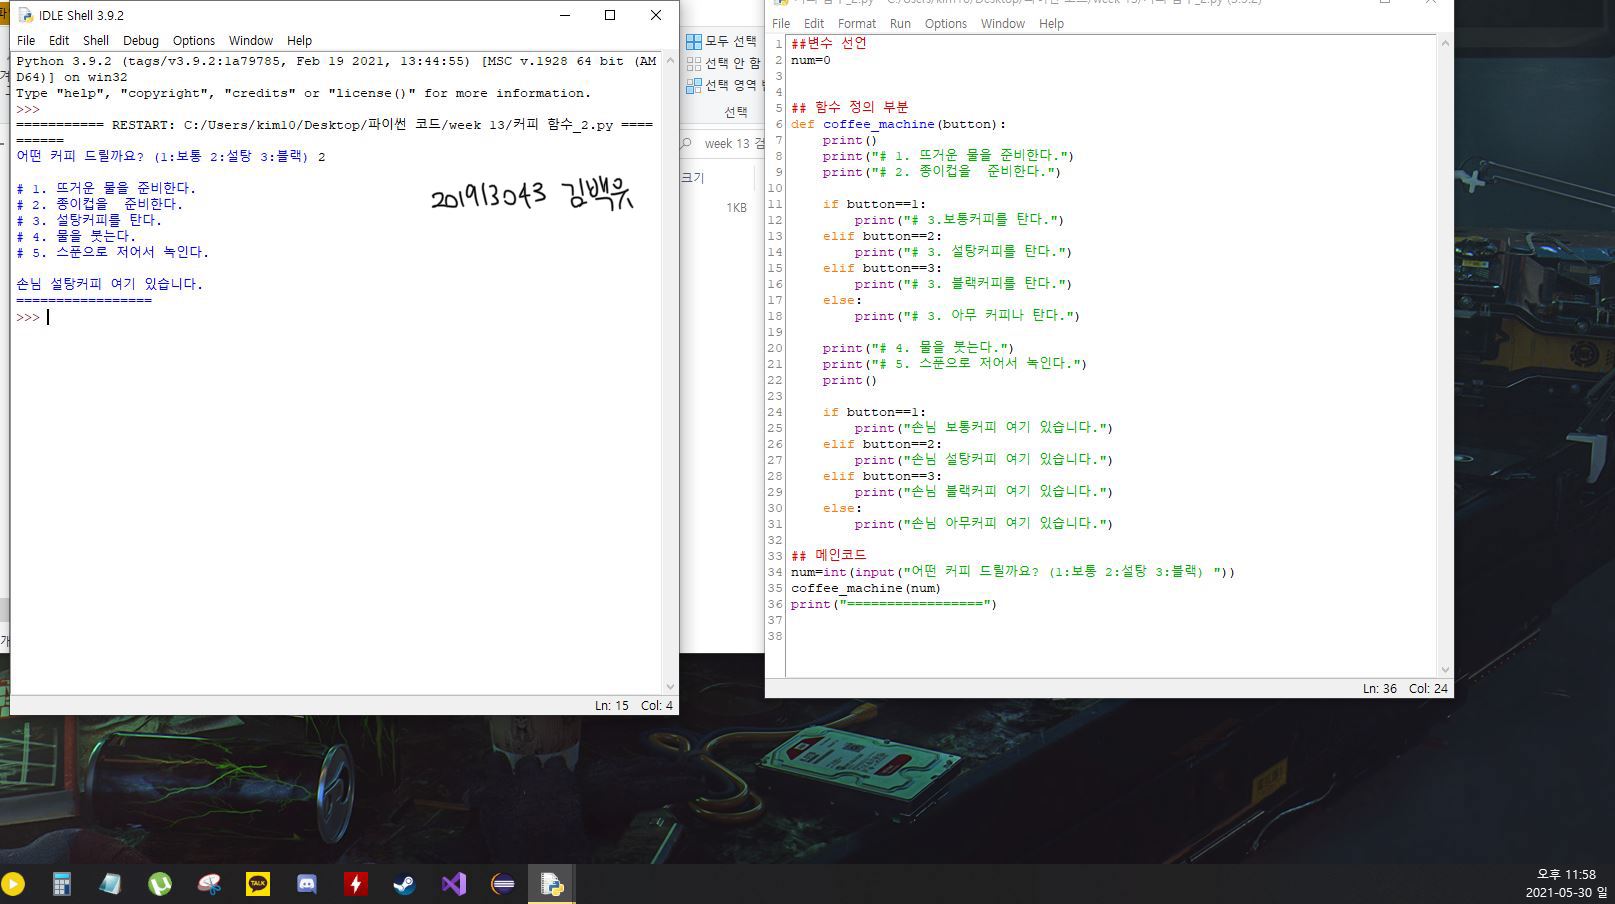 IDLE Shell 3.9.2
File Edit Shell Debug Options Window Help
Python 3.9.2 (tags/v3.9.2:1a79785, Feb 19 2021, 13:44:55) [MSC v.1928 64 bit (AM
D64)] on win32
Type "help", "copyright", "credits" or "license()" for more information.
>>>
=========== RESTART: C:/Users/kim10/Desktop/파이썬 코드/week 13/커피 함수_2.py ====
======
어떤 커피 드릴까요? (1:보통 2:설탕 3:블랙) 2
# 1. 뜨거운 물을 준비한다.
# 2. 종이컵을  준비한다.
# 3. 설탕커피를 탄다.
# 4. 물을 붓는다.
# 5. 스푼으로 저어서 녹인다.
손님 설탕커피 여기 있습니다.
=================
>>>
201913043 김백유
Ln: 15 Col: 4
모두 선택
선택 안 함
선택 영역
선택
week 13 검
크기
1KB
File Edit Format Run Options Window Help
1 ##변수 선언
2 num=0
3
4
5 ## 함수 정의 부분
6 def coffee_machine(button):
7     print()
8     print("# 1. 뜨거운 물을 준비한다.")
9     print("# 2. 종이컵을  준비한다.")
10
11     if button==1:
12         print("# 3.보통커피를 탄다.")
13     elif button==2:
14         print("# 3. 설탕커피를 탄다.")
15     elif button==3:
16         print("# 3. 블랙커피를 탄다.")
17     else:
18         print("# 3. 아무 커피나 탄다.")
19
20     print("# 4. 물을 붓는다.")
21     print("# 5. 스푼으로 저어서 녹인다.")
22     print()
23
24     if button==1:
25         print("손님 보통커피 여기 있습니다.")
26     elif button==2:
27         print("손님 설탕커피 여기 있습니다.")
28     elif button==3:
29         print("손님 블랙커피 여기 있습니다.")
30     else:
31         print("손님 아무커피 여기 있습니다.")
32
33 ## 메인코드
34 num=int(input("어떤 커피 드릴까요? (1:보통 2:설탕 3:블랙) "))
35 coffee_machine(num)
36 print("=================")
37
38
Ln: 36 Col: 24
TALK
오후 11:58
2021-05-30 일